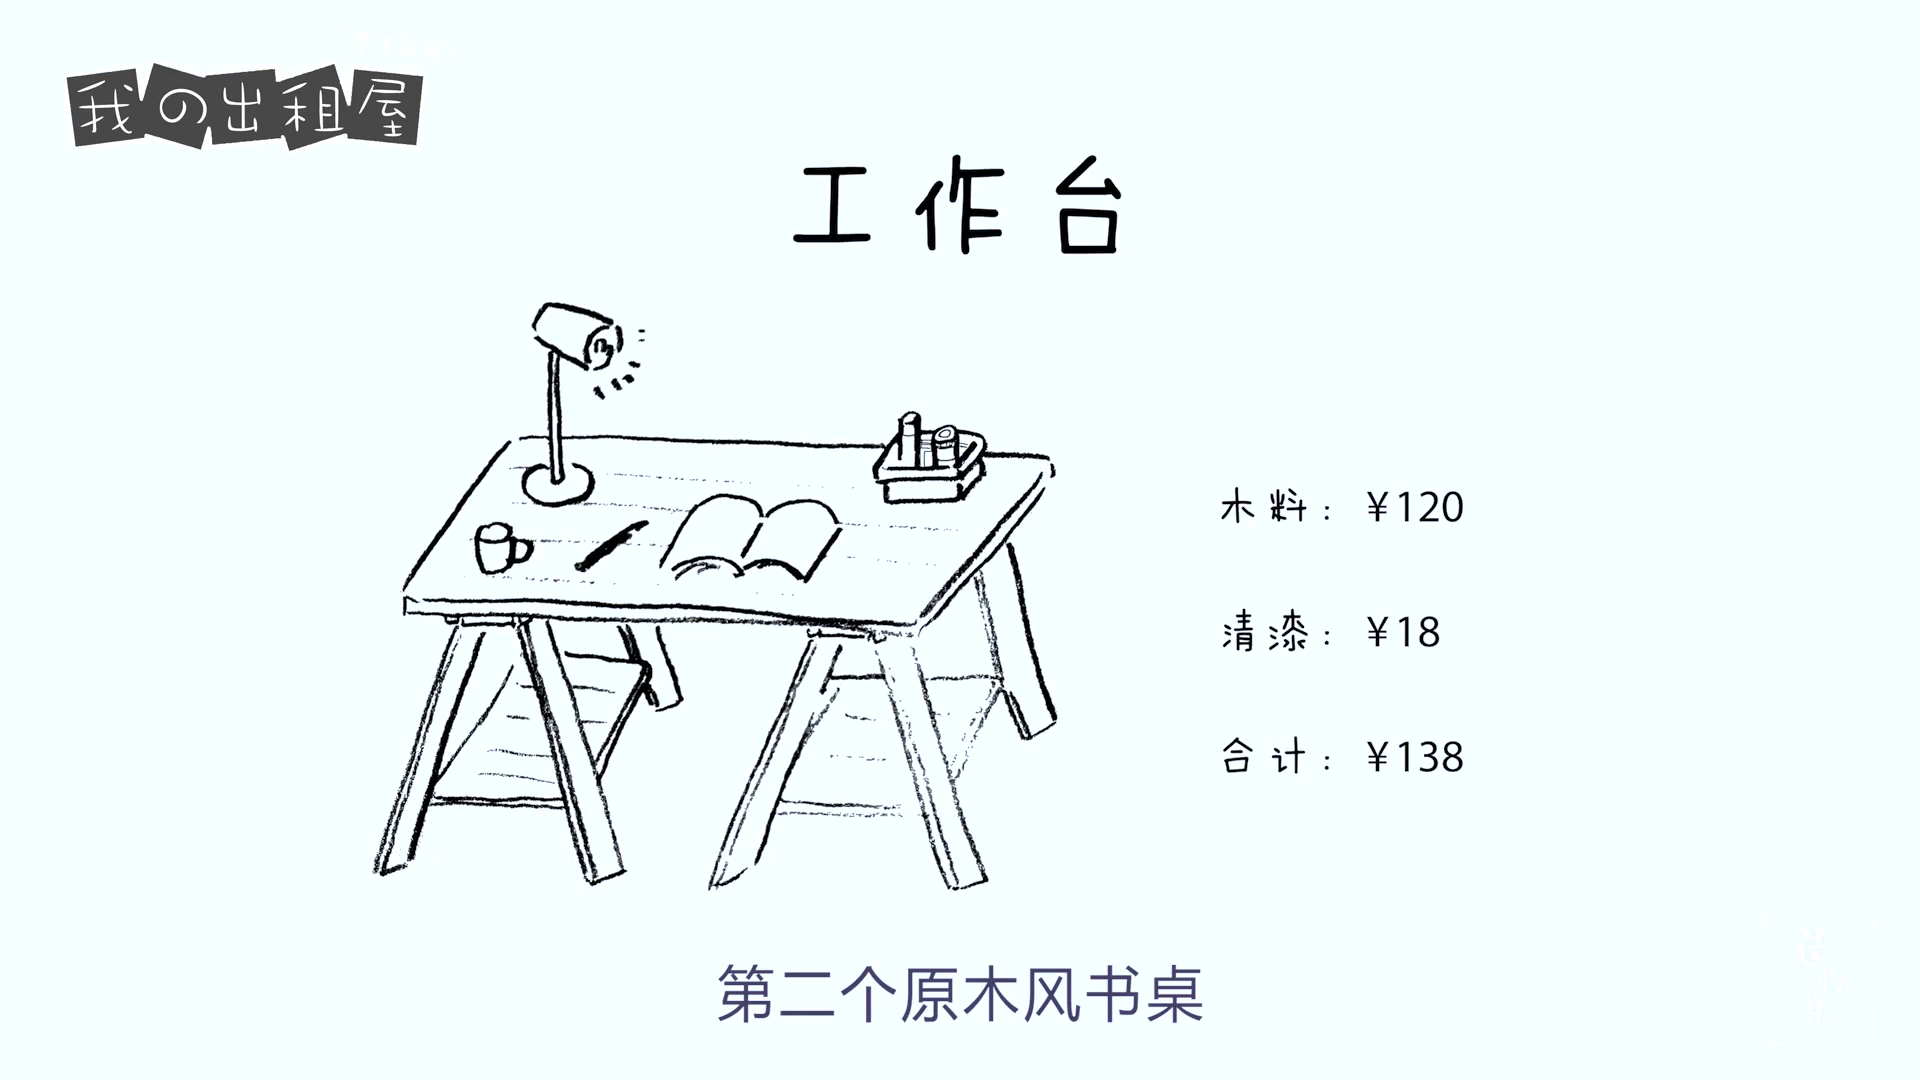 我の出租屋
工作台
木料：￥120
清漆：￥18
合计：￥138
第二个原木风书桌